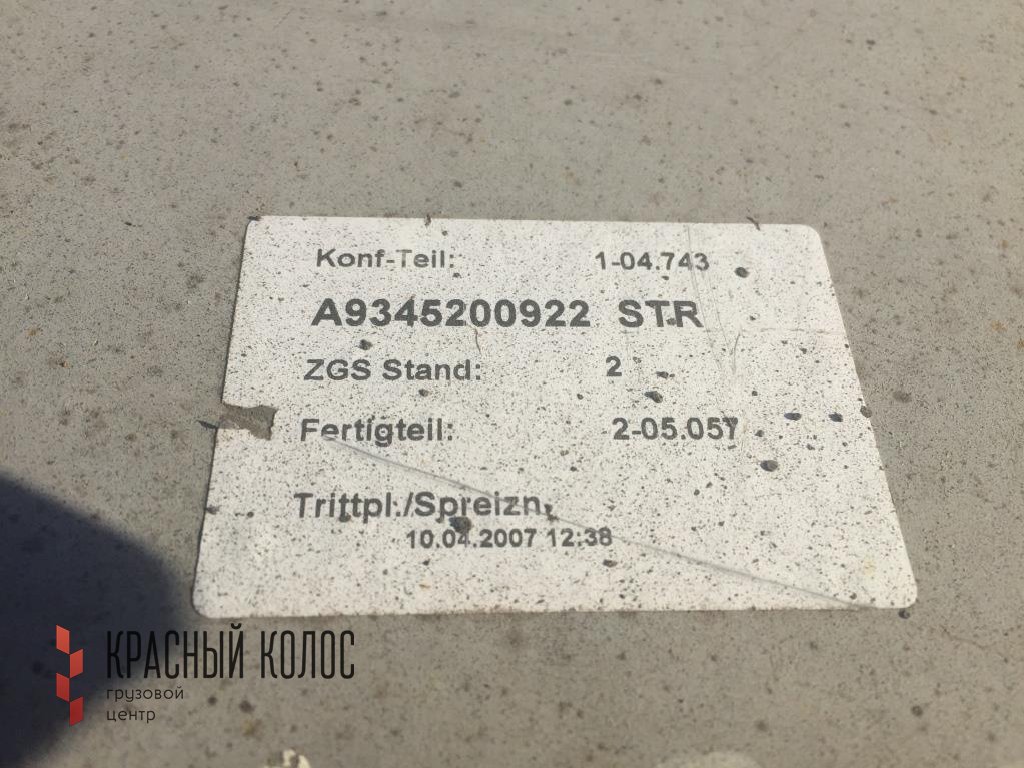 Konf-Teil: 1-04.743
A9345200922 STR
ZGS Stand: 2
Fertigteil: 2-05.057
Trittpl./Spreizn.
10.04.2007 12:38
КРАСНЫЙ КОЛОС
грузовой
центр